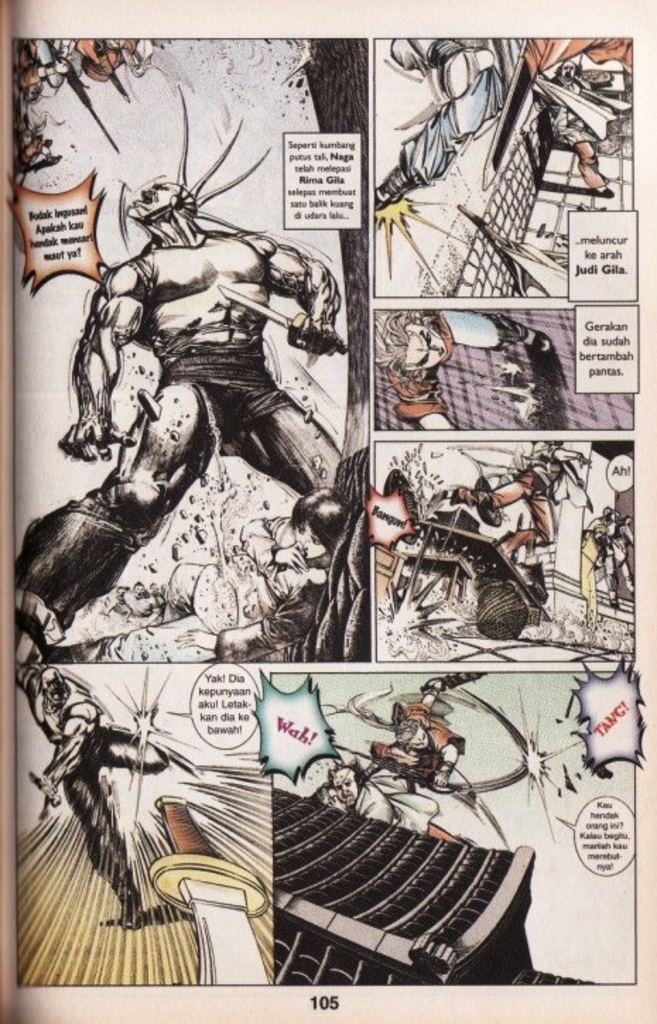 Budak ingusan!
Apakah kau
hendak mencari
maut ya?
Seperti kumbang
putus tali, Naga
telah melepasi
Rima Gila
selepas membuat
satu balik kuang
di udara lalu...
..meluncur
ke arah
Judi Gila.
Gerakan
dia sudah
bertambah
pantas.
Bangun!
Ah!
Yak! Dia
kepunyaan
aku! Letak-
kan dia ke
bawah!
Wah!
TANG!
Kau
hendak
orang ini?
Kalau begitu,
marilah kau
merebut-
nya!
105